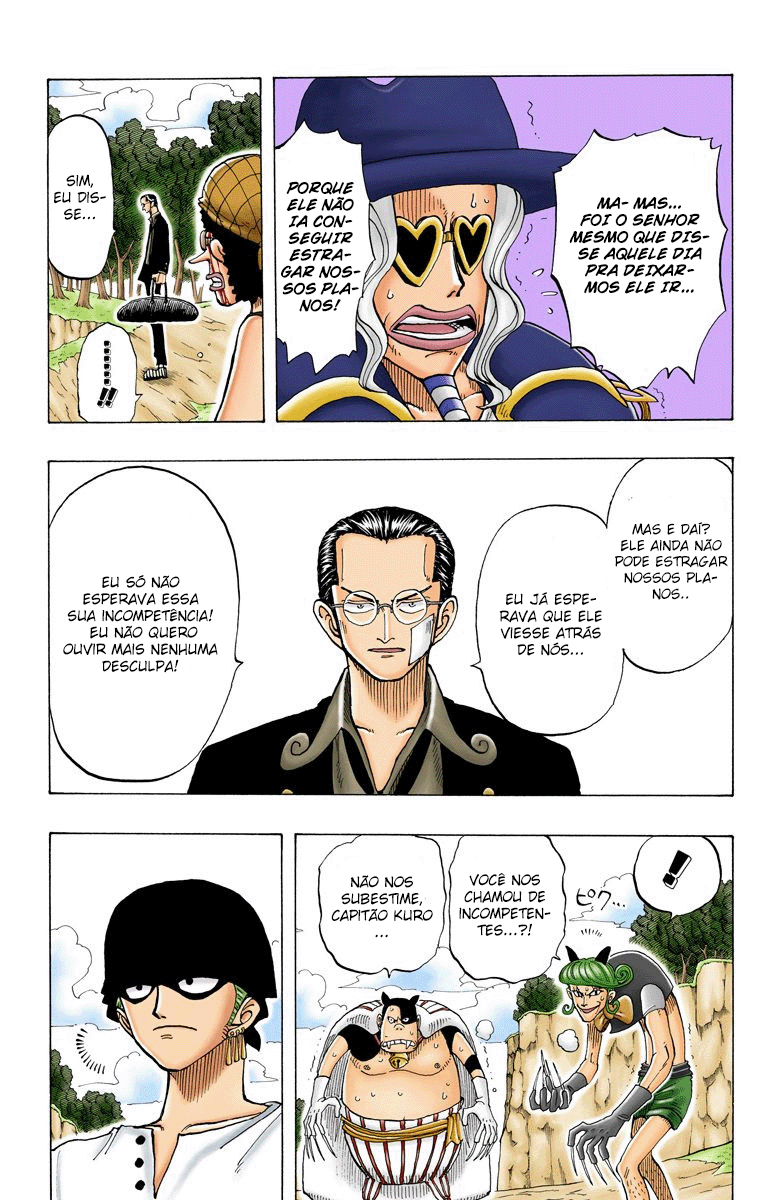 MA- MAS...
FOI O SENHOR
MESMO QUE DIS-
SE AQUELE DIA
PRA DEIXAR-
MOS ELE IR...
PORQUE
ELE NÃO
IA CON-
SEGUIR
ESTRA-
GAR NOS-
SOS PLA-
NOS!
SIM,
EU DIS-
SE...
........!!
MAS E DAÍ?
ELE AINDA NÃO
PODE ESTRAGAR
NOSSOS PLA-
NOS..
EU JÁ ESPE-
RAVA QUE ELE
VIESSE ATRÁS
DE NÓS...
EU SÓ NÃO
ESPERAVA ESSA
SUA INCOMPETÊNCIA!
EU NÃO QUERO
OUVIR MAIS NENHUMA
DESCULPA!
!
ピク...
VOCÊ NOS
CHAMOU DE
INCOMPETEN-
TES...?!
NÃO NOS
SUBESTIME,
CAPITÃO KURO
...